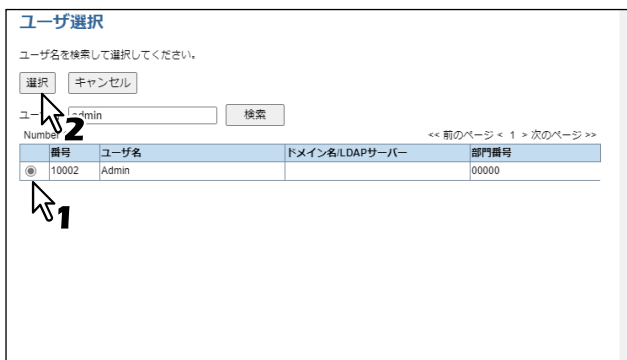 ユーザ選択
ユーザ名を検索して選択してください。
選択 キャンセル
admin 検索
Number << 前のページ < 1 > 次のページ >>
番号 ユーザ名 ドメイン名/LDAPサーバー 部門番号
10002 Admin 00000
2
1